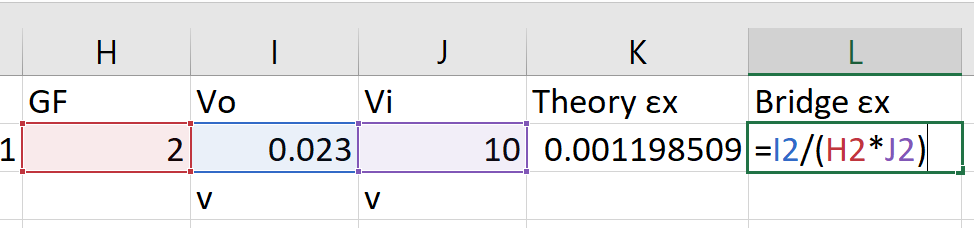 H I J K L
GF Vo Vi Theory εx Bridge εx
1 2 0.023 10 0.001198509 =I2/(H2*J2)
v v